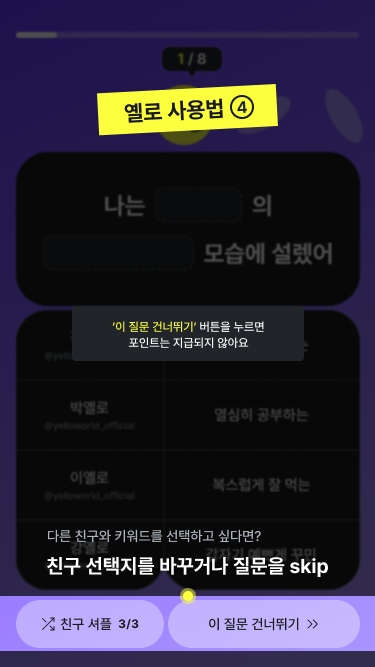 1 / 8
옐로 사용법 ④
나는 의
모습에 설렜어
‘이 질문 건너뛰기’ 버튼을 누르면
포인트는 지급되지 않아요
박옐로
@yelloworld_official
열심히 공부하는
이옐로
@yelloworld_official
복스럽게 잘 먹는
다른 친구와 키워드를 선택하고 싶다면?
강옐로
갑자기 예쁘게 꾸민
친구 선택지를 바꾸거나 질문을 skip
친구 셔플 3/3
이 질문 건너뛰기 >>